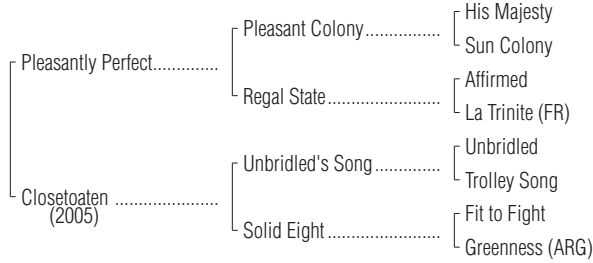 His Majesty
Pleasant Colony
Sun Colony
Pleasantly Perfect
Affirmed
Regal State
La Trinite (FR)
Unbridled
Unbridled's Song
Trolley Song
Closetoaten
(2005)
Fit to Fight
Solid Eight
Greenness (ARG)